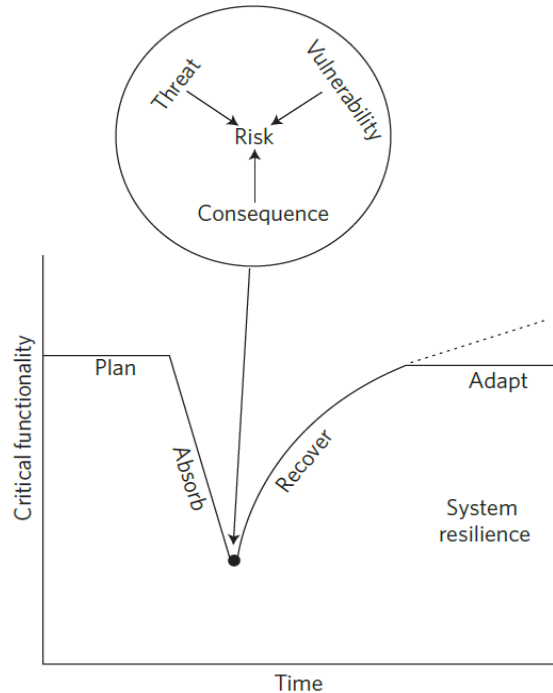 Threat
Vulnerability
Risk
Consequence
Critical functionality
Plan
Absorb
Recover
Adapt
System
resilience
Time